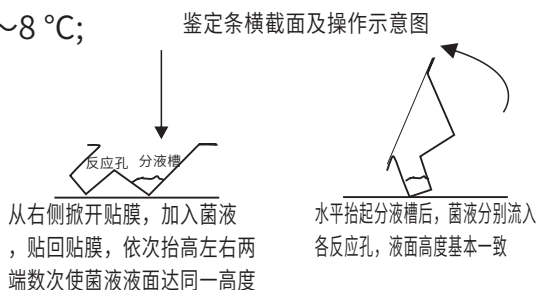 ～8 ℃;
鉴定条横截面及操作示意图
反应孔
分液槽
从右侧掀开贴膜，加入菌液
，贴回贴膜，依次抬高左右两
端数次使菌液液面达同一高度
水平抬起分液槽后，菌液分别流入
各反应孔，液面高度基本一致